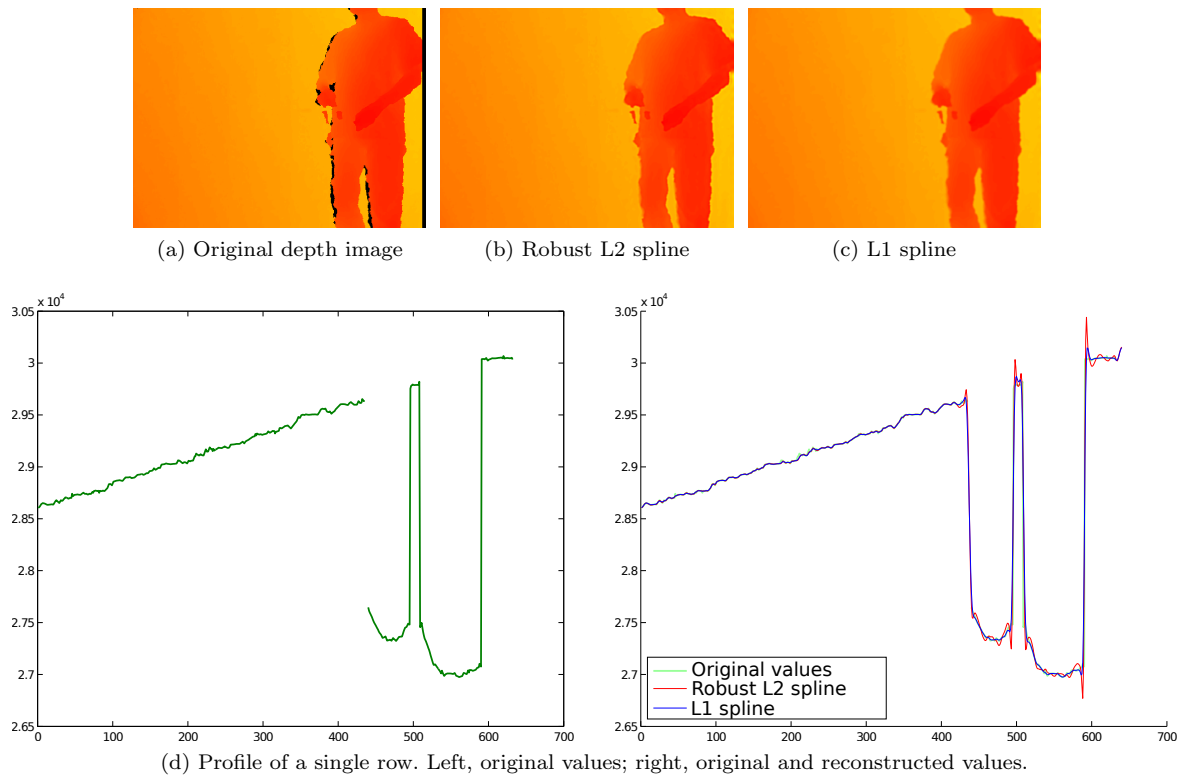 (a) Original depth image
(b) Robust L2 spline
(c) L1 spline
x 10^4
3.05
3
2.95
2.9
2.85
2.8
2.75
2.7
2.65
0 100 200 300 400 500 600 700
x 10^4
3.05
3
2.95
2.9
2.85
2.8
2.75
2.7
2.65
0 100 200 300 400 500 600 700
Original values
Robust L2 spline
L1 spline
(d) Profile of a single row. Left, original values; right, original and reconstructed values.